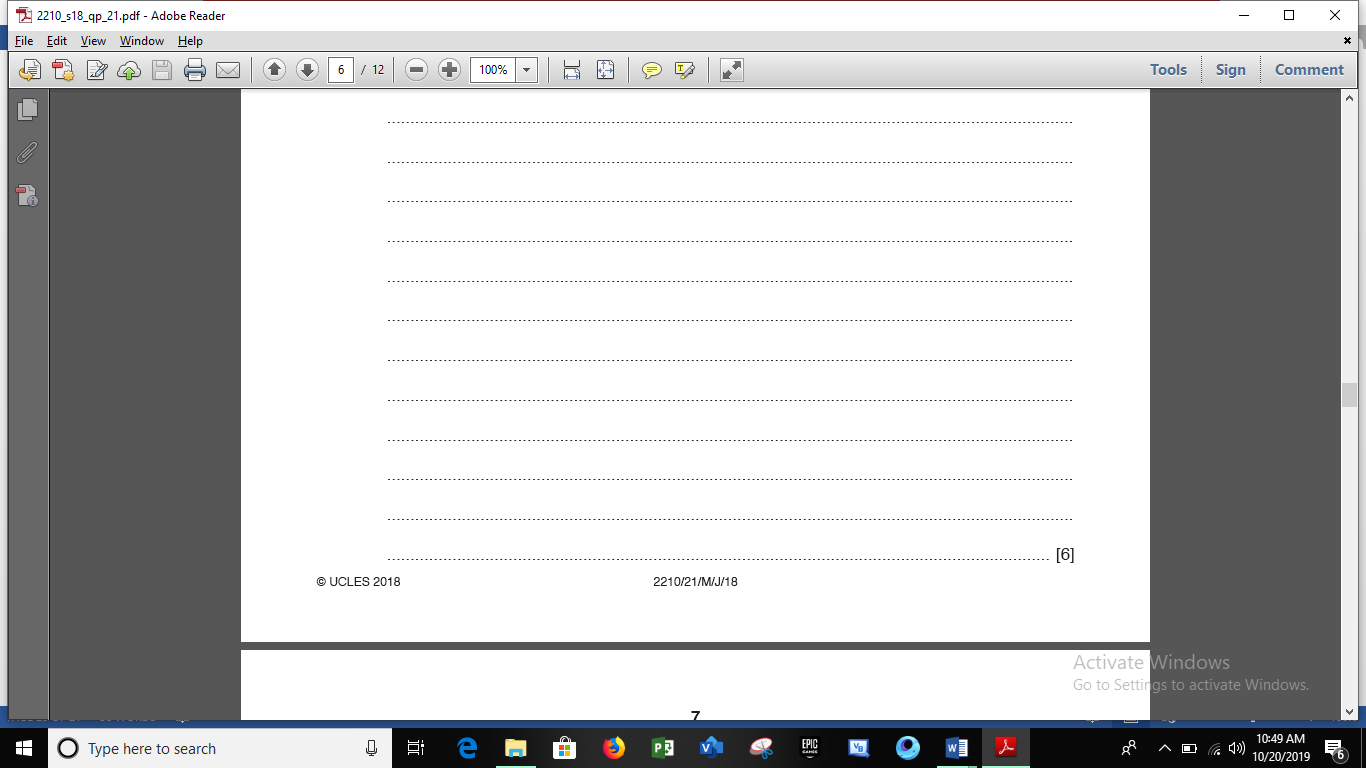 2210_s18_qp_21.pdf - Adobe Reader
File Edit View Window Help
6 / 12 100% Tools Sign Comment
[6]
© UCLES 2018 2210/21/M/J/18
Activate Windows
Go to Settings to activate Windows.
7
Type here to search
10:49 AM
10/20/2019
6